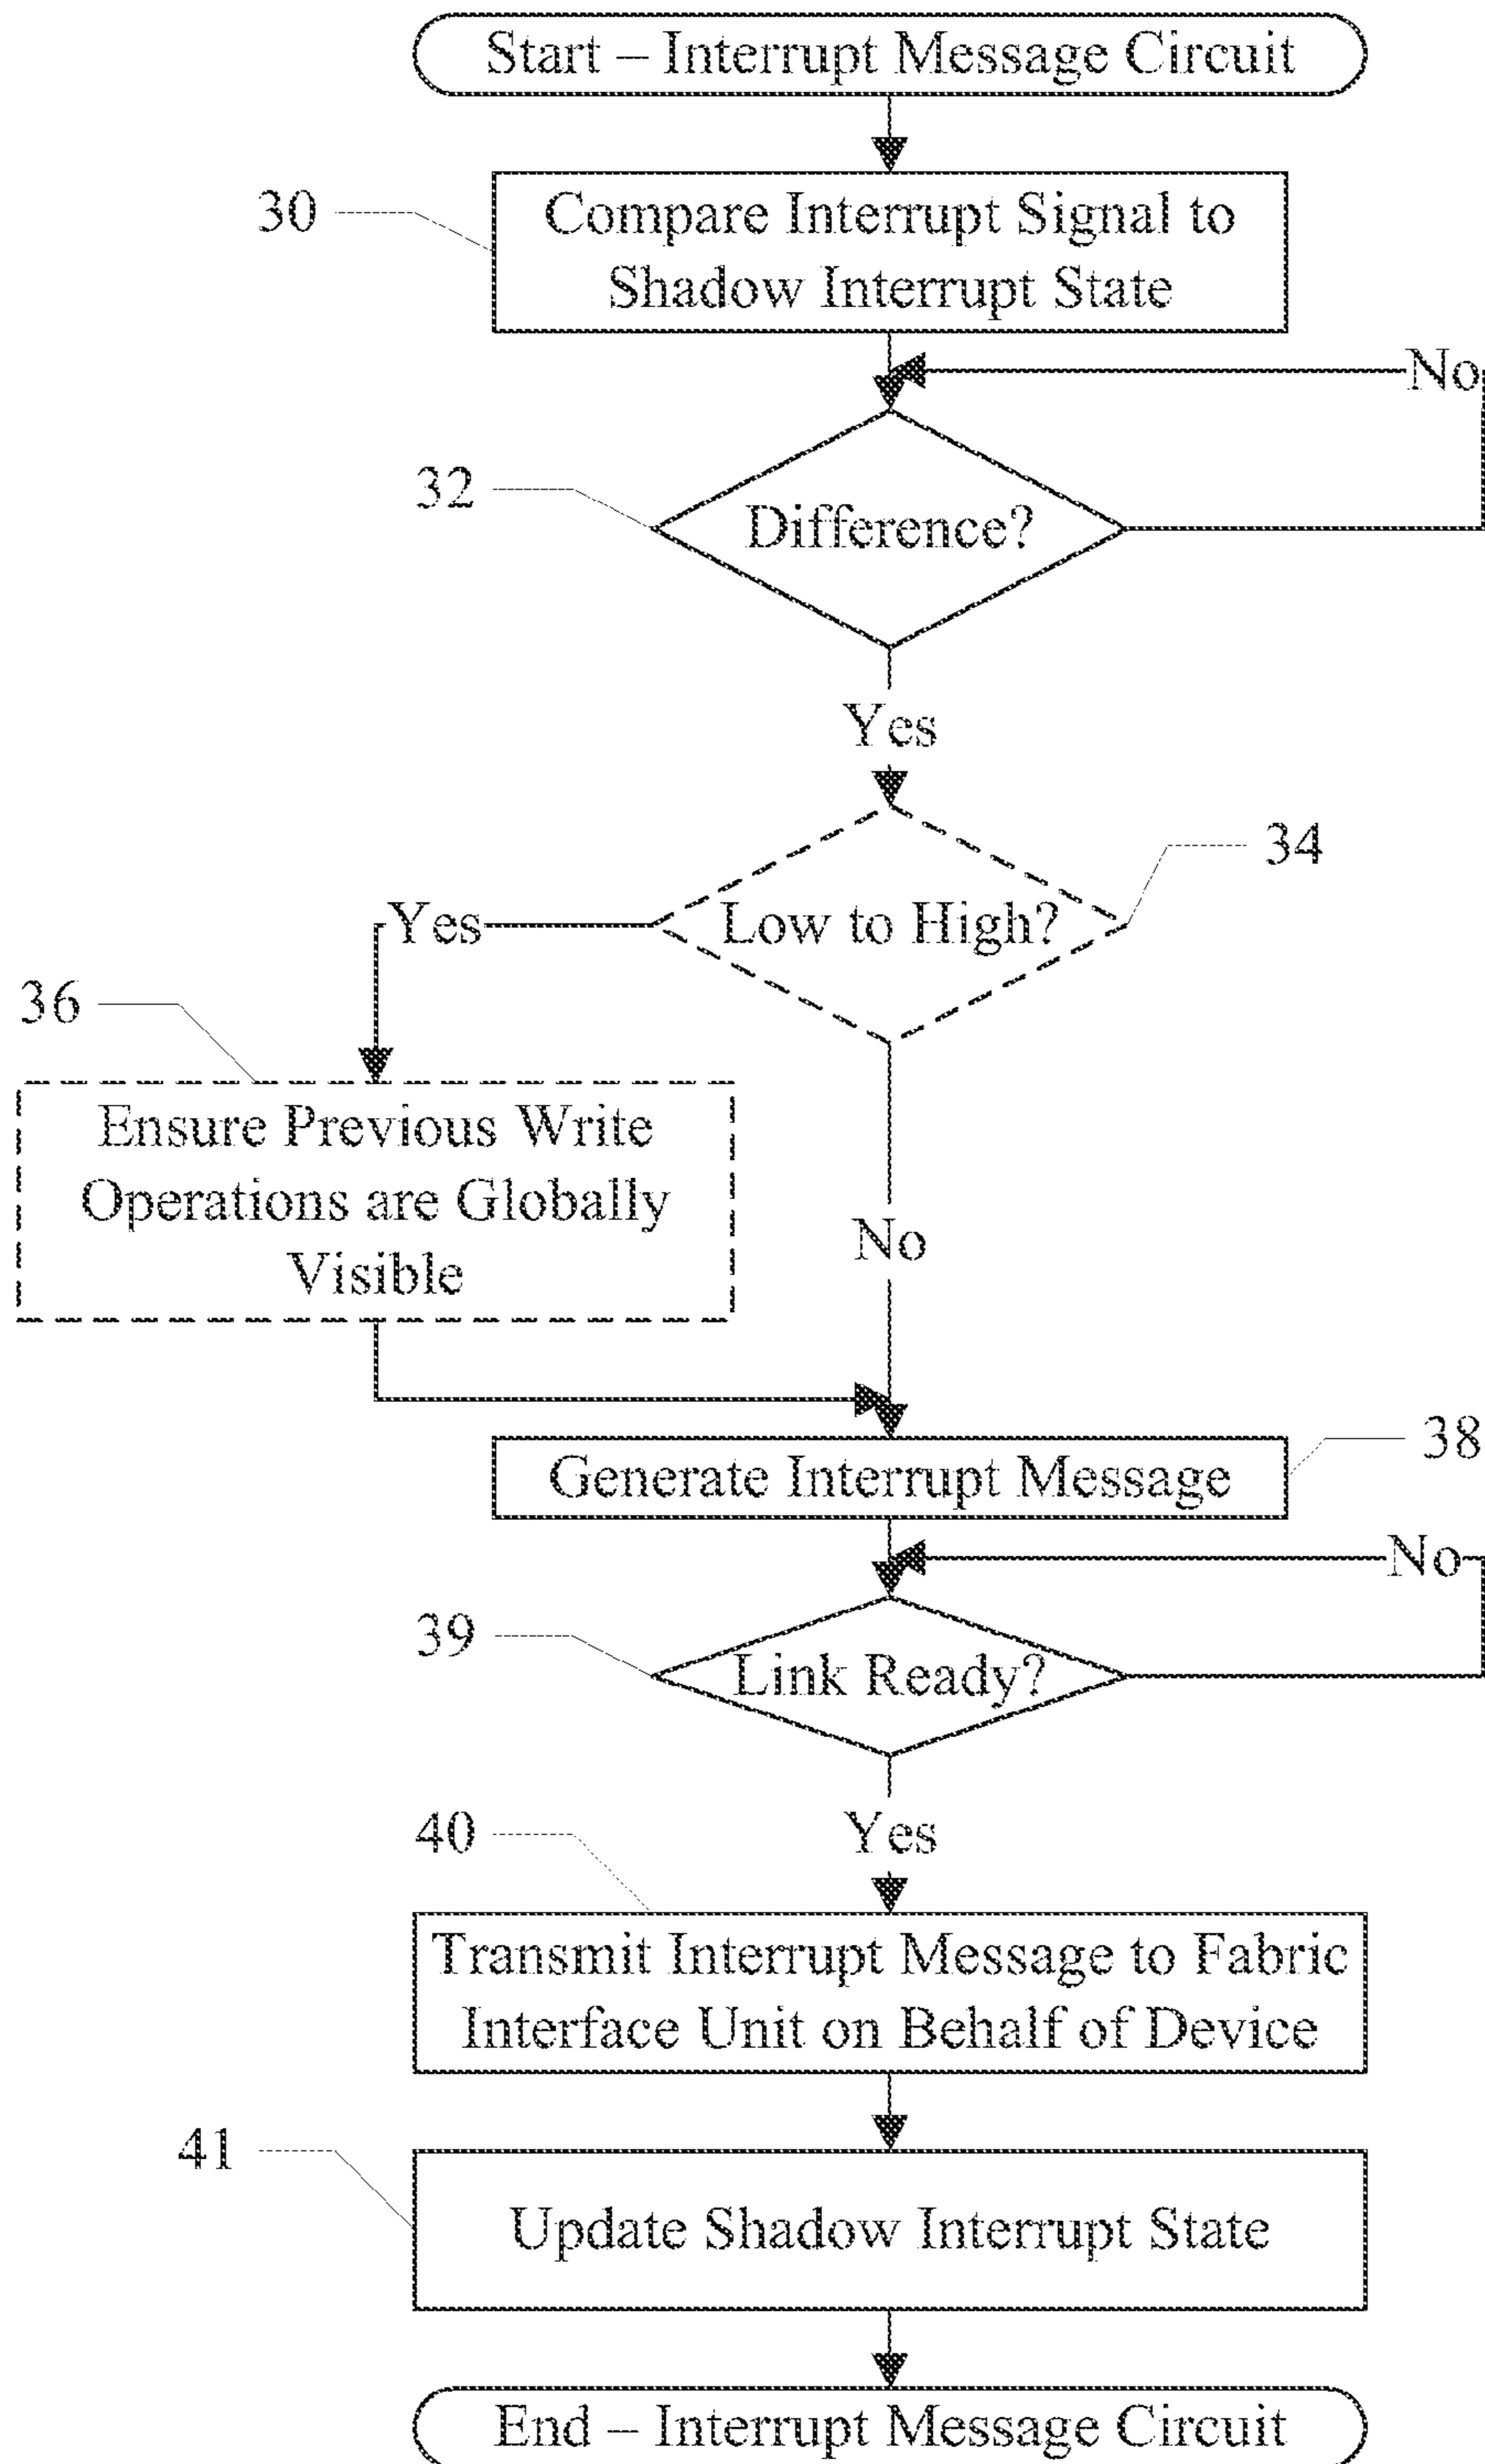 Start – Interrupt Message Circuit
30
Compare Interrupt Signal to
Shadow Interrupt State
No
32
Difference?
Yes
34
Low to High?
Yes
36
Ensure Previous Write
Operations are Globally
Visible
No
38
Generate Interrupt Message
No
39
Link Ready?
40
Yes
Transmit Interrupt Message to Fabric
Interface Unit on Behalf of Device
41
Update Shadow Interrupt State
End – Interrupt Message Circuit